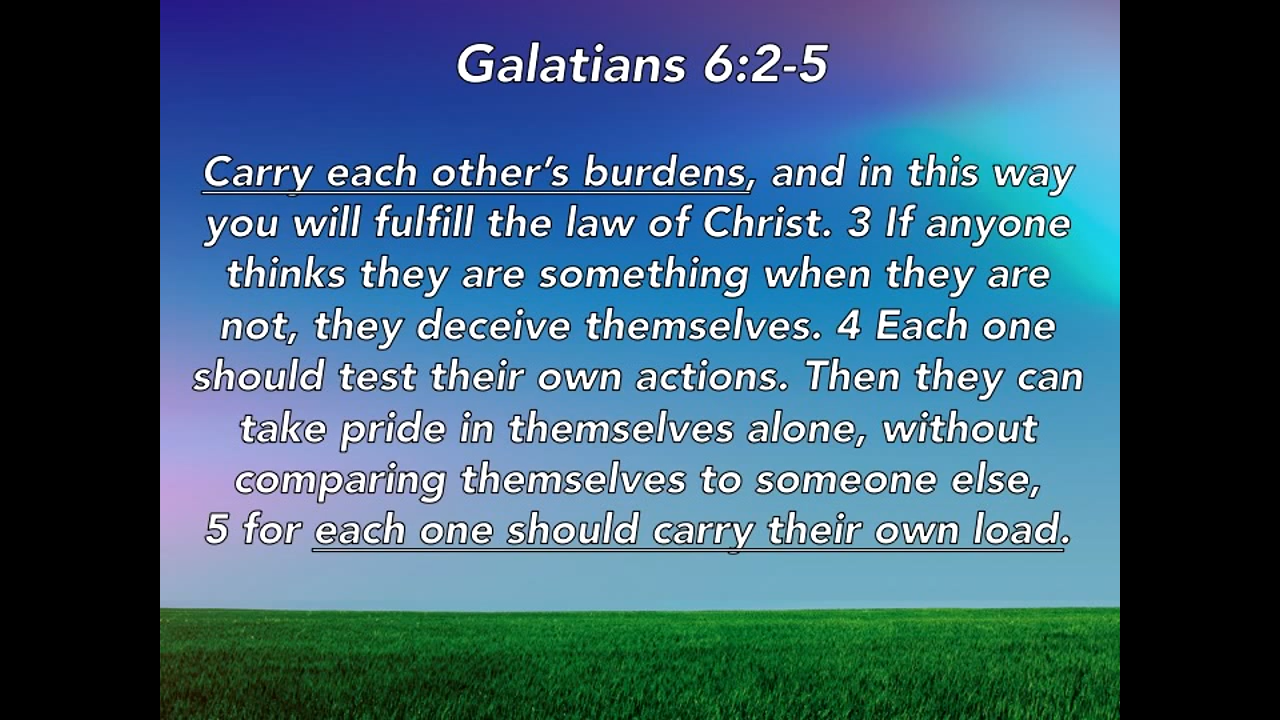 Galatians 6:2-5
Carry each other’s burdens, and in this way
you will fulfill the law of Christ. 3 If anyone
thinks they are something when they are
not, they deceive themselves. 4 Each one
should test their own actions. Then they can
take pride in themselves alone, without
comparing themselves to someone else,
5 for each one should carry their own load.